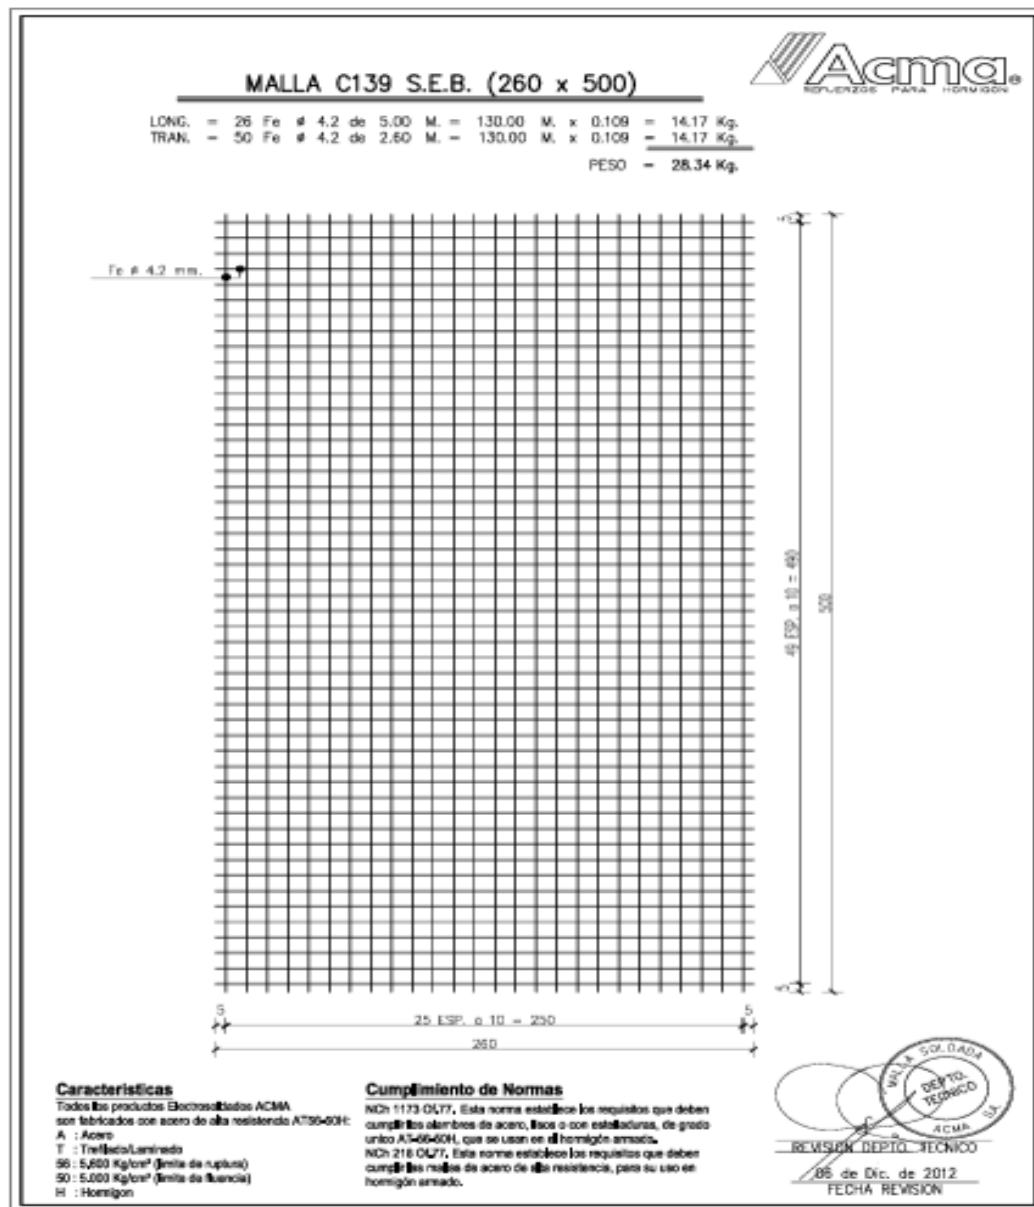 Acma®
REFUERZOS PARA HORMIGON
MALLA C139 S.E.B. (260 x 500)
LONG. = 26 Fe ø 4.2 de 5.00 M. = 130.00 M. x 0.109 = 14.17 Kg.
TRAN. = 50 Fe ø 4.2 de 2.60 M. = 130.00 M. x 0.109 = 14.17 Kg.
PESO = 28.34 Kg.
5
Fe ø 4.2 mm.
49 ESP. a 10 = 490
500
5
5
5
25 ESP. a 10 = 250
260
Características
Todos los productos Electrosoldados ACMA
son fabricados con acero de alta resistencia AT56-50H:
A : Acero
T : Trefilado/Laminado
56 : 5,600 Kg/cm² (límite de ruptura)
50 : 5.000 Kg/cm² (límite de fluencia)
H : Hormigon
Cumplimiento de Normas
NCh 1173 Of.77. Esta norma establece los requisitos que deben
cumplir los alambres de acero, lisos o con estrelladuras, de grado
unico AT-56-50H, que se usan en el hormigón armado.
NCh 218 Of.77. Esta norma establece los requisitos que deben
cumplir las mallas de acero de alta resistencia, para su uso en
hormigón armado.
MALLA SOLDADA
DEPTO.
TECNICO
ACMA S.A.
REVISION DEPTO. TECNICO
06 de Dic. de 2012
FECHA REVISION